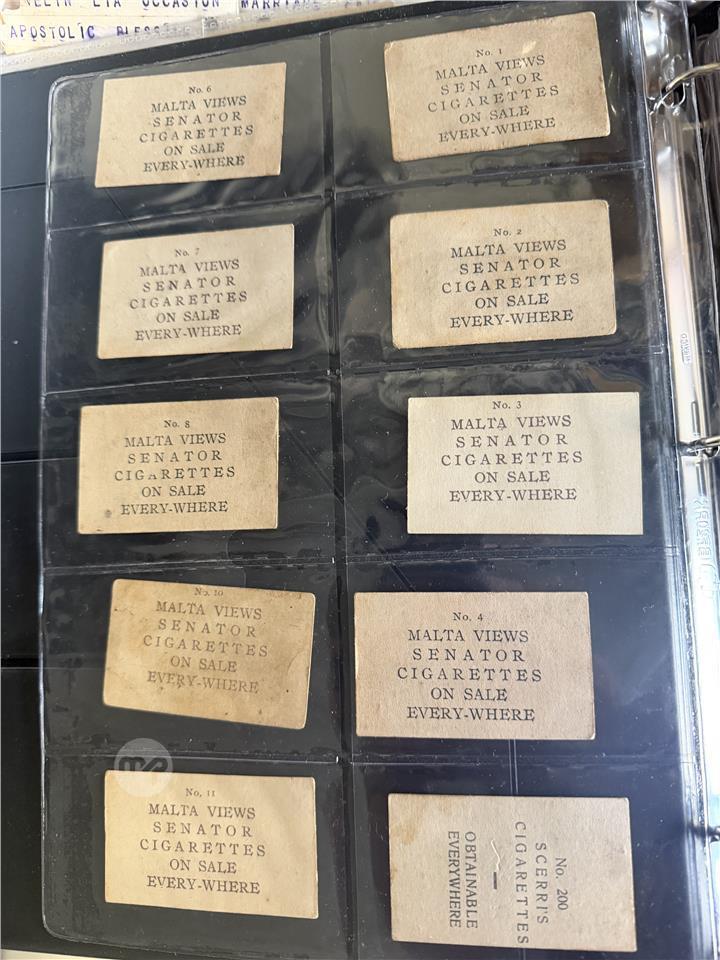 APOSTOLIC
OCCASION MARRIAGE
No. 6
MALTA VIEWS
SENATOR
CIGARETTES
ON SALE
EVERY-WHERE
No. 1
MALTA VIEWS
SENATOR
CIGARETTES
ON SALE
EVERY-WHERE
No. 7
MALTA VIEWS
SENATOR
CIGARETTES
ON SALE
EVERY-WHERE
No. 2
MALTA VIEWS
SENATOR
CIGARETTES
ON SALE
EVERY-WHERE
No. 8
MALTA VIEWS
SENATOR
CIGARETTES
ON SALE
EVERY-WHERE
No. 3
MALTA VIEWS
SENATOR
CIGARETTES
ON SALE
EVERY-WHERE
No. 10
MALTA VIEWS
SENATOR
CIGARETTES
ON SALE
EVERY-WHERE
No. 4
MALTA VIEWS
SENATOR
CIGARETTES
ON SALE
EVERY-WHERE
No. 11
MALTA VIEWS
SENATOR
CIGARETTES
ON SALE
EVERY-WHERE
No. 200
SCERRI'S
CIGARETTES
OBTAINABLE
EVERYWHERE